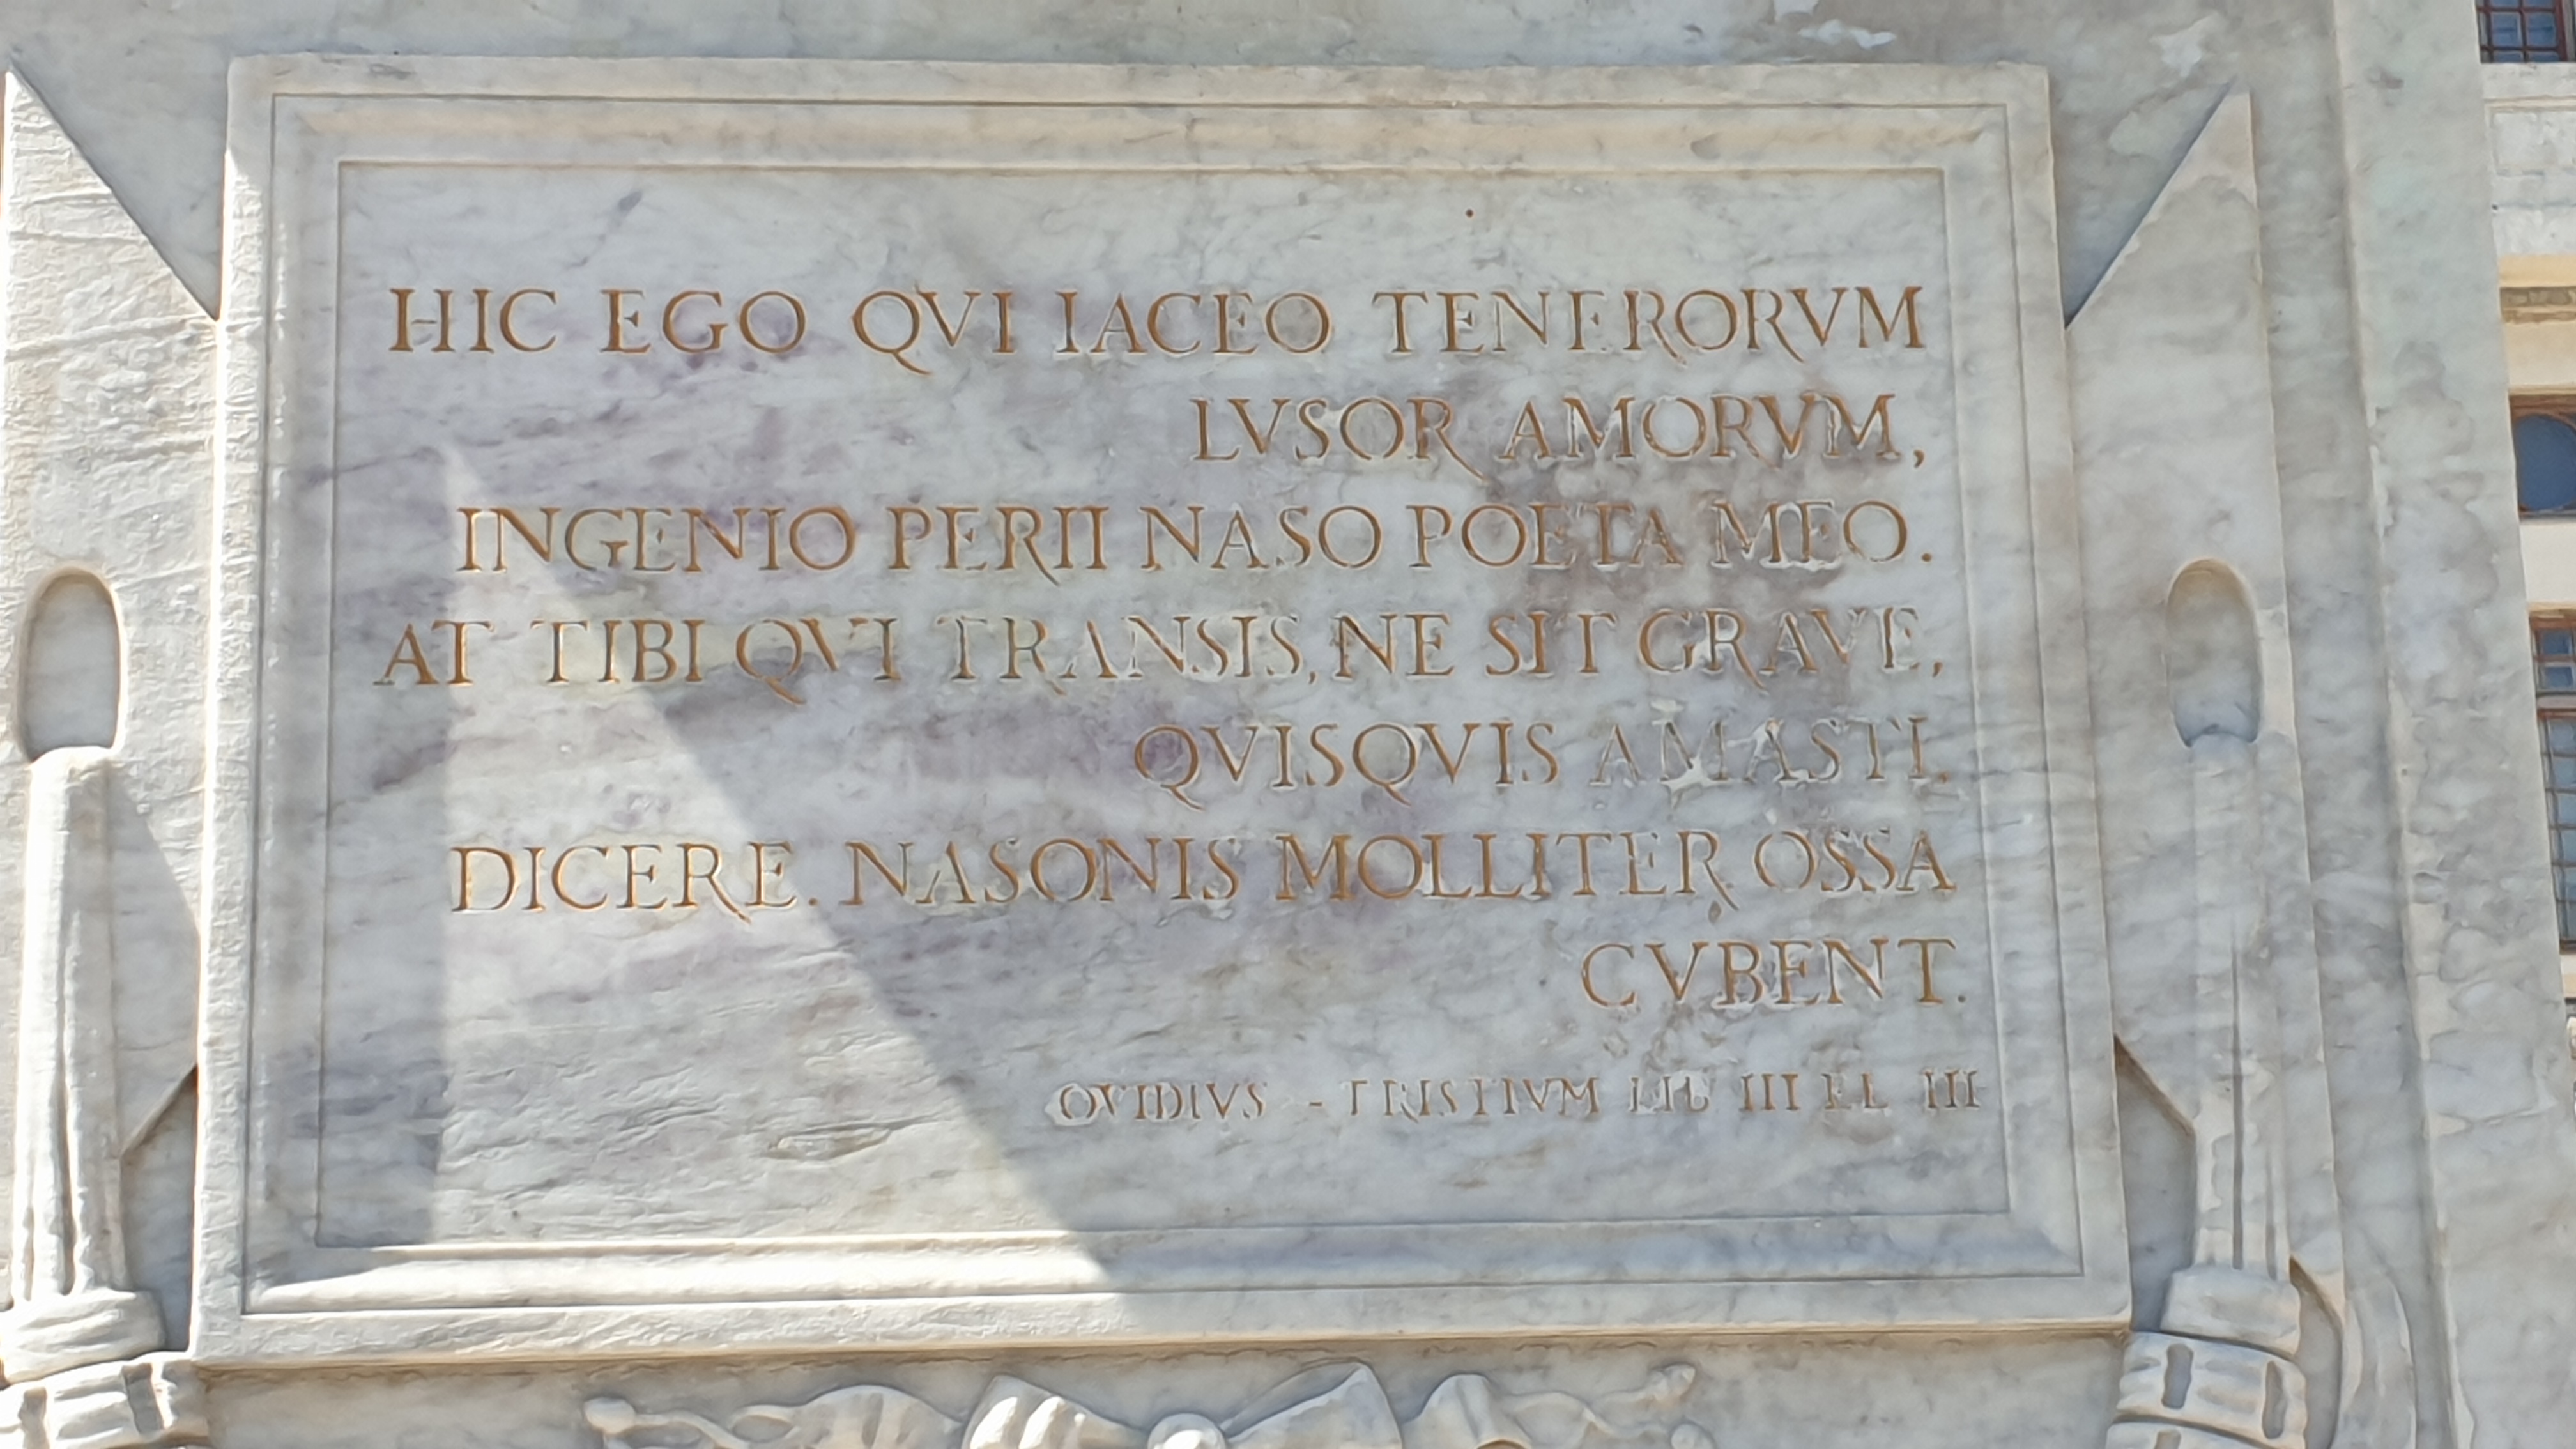 HIC EGO QVI IACEO TENERORVM
LVSOR AMORVM,
INGENIO PERII NASO POETA MEO.
AT TIBI QVI TRANSIS, NE SIT GRAVE,
QVISQVIS AMASTI,
DICERE. NASONIS MOLLITER OSSA
CVBENT.
OVIDIVS - TRISTIVM LIB III EL III